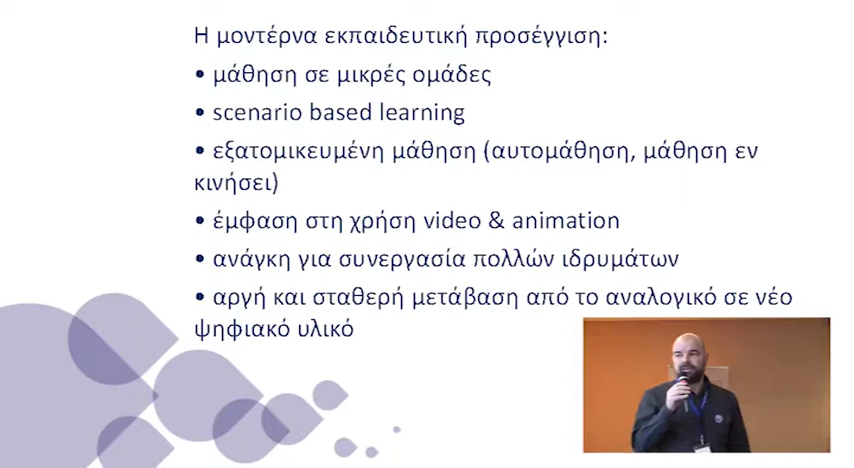 Η μοντέρνα εκπαιδευτική προσέγγιση:
• μάθηση σε μικρές ομάδες
• scenario based learning
• εξατομικευμένη μάθηση (αυτομάθηση, μάθηση εν
κινήσει)
• έμφαση στη χρήση video & animation
• ανάγκη για συνεργασία πολλών ιδρυμάτων
• αργή και σταθερή μετάβαση από το αναλογικό σε νέο
ψηφιακό υλικό